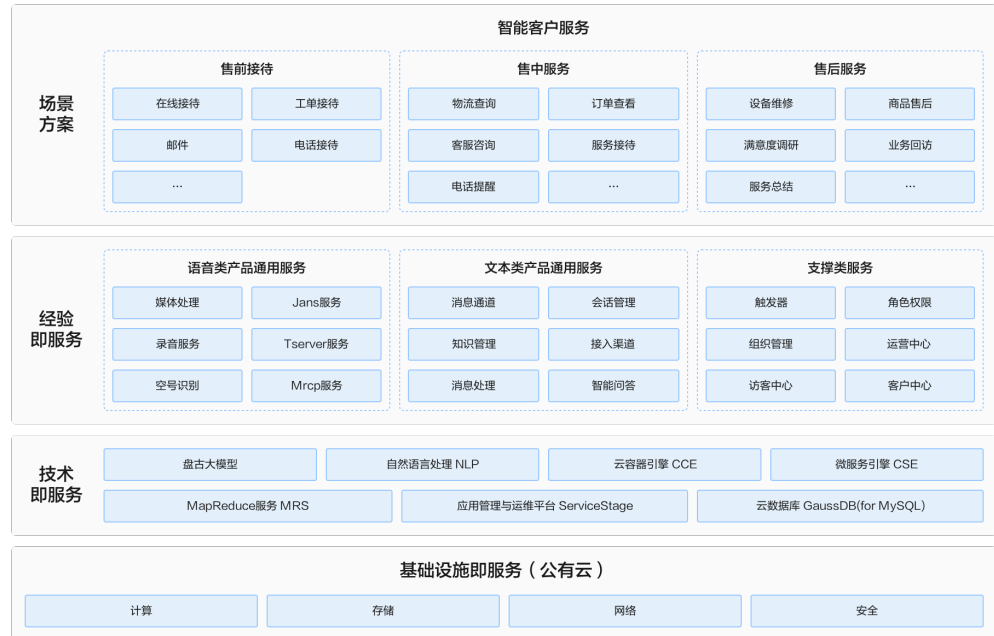 智能客户服务
场景
方案
售前接待
在线接待
工单接待
邮件
电话接待
...
售中服务
物流查询
订单查看
客服咨询
服务接待
电话提醒
...
售后服务
设备维修
商品售后
满意度调研
业务回访
服务总结
...
经验
即服务
语音类产品通用服务
媒体处理
Jans服务
录音服务
Tserver服务
空号识别
Mrcp服务
文本类产品通用服务
消息通道
会话管理
知识管理
接入渠道
消息处理
智能问答
支撑类服务
触发器
角色权限
组织管理
运营中心
访客中心
客户中心
技术
即服务
盘古大模型
自然语言处理 NLP
云容器引擎 CCE
微服务引擎 CSE
MapReduce服务 MRS
应用管理与运维平台 ServiceStage
云数据库 GaussDB(for MySQL)
基础设施即服务（公有云）
计算
存储
网络
安全